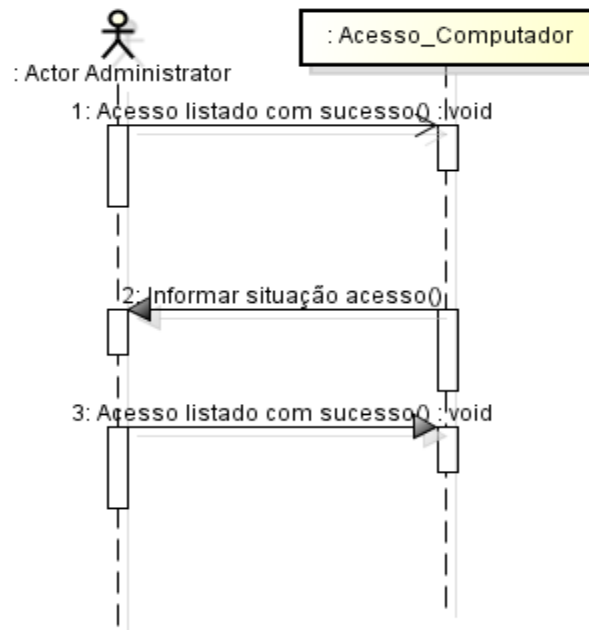 : Acesso_Computador
: Actor Administrator
1: Acesso listado com sucesso() : void
2: Informar situação acesso()
3: Acesso listado com sucesso() : void